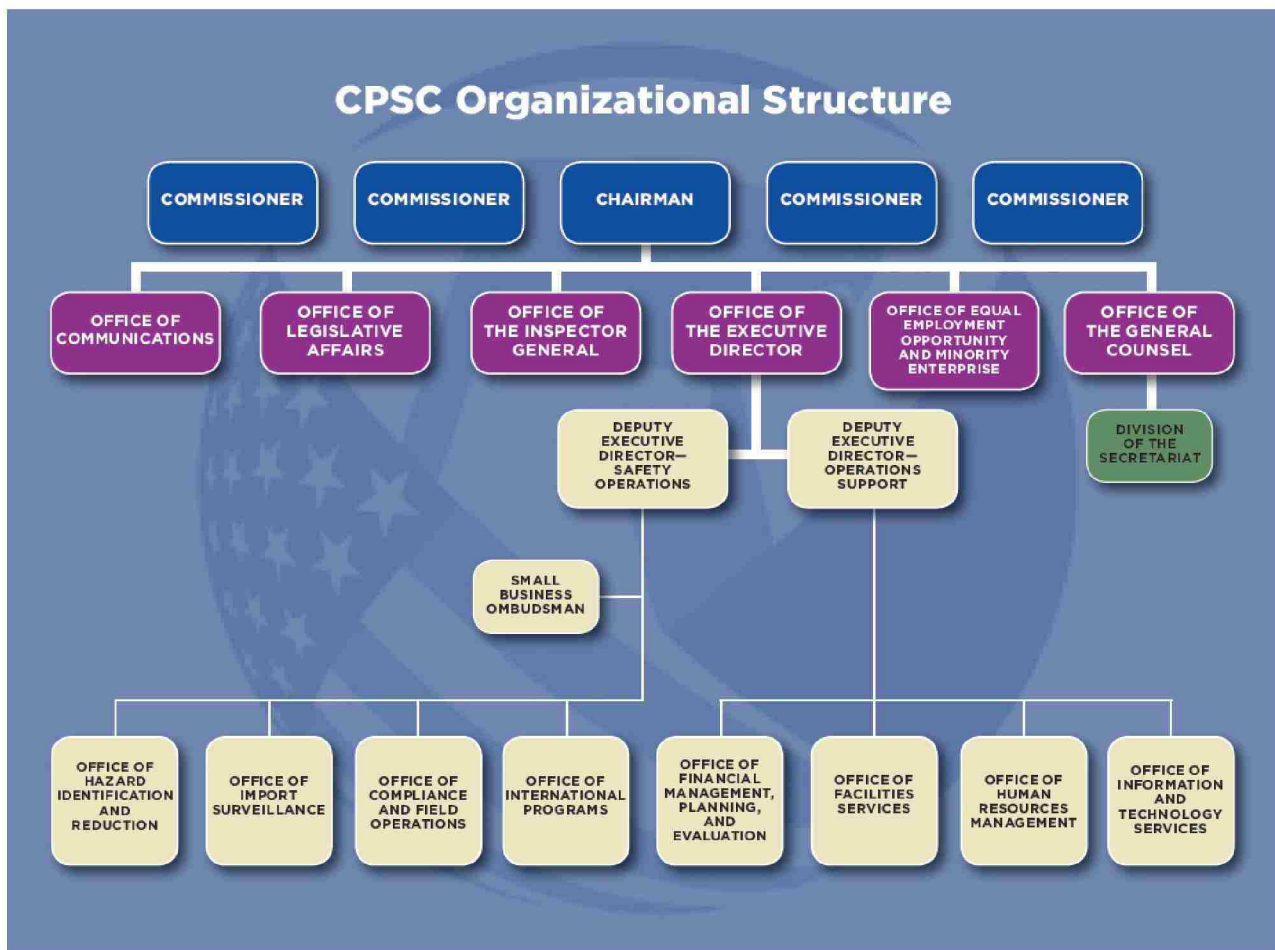 CPSC Organizational Structure
COMMISSIONER
COMMISSIONER
CHAIRMAN
COMMISSIONER
COMMISSIONER
OFFICE OF
COMMUNICATIONS
OFFICE OF
LEGISLATIVE
AFFAIRS
OFFICE OF
THE INSPECTOR
GENERAL
OFFICE OF
THE EXECUTIVE
DIRECTOR
OFFICE OF EQUAL
EMPLOYMENT
OPPORTUNITY
AND MINORITY
ENTERPRISE
OFFICE OF
THE GENERAL
COUNSEL
DEPUTY
EXECUTIVE
DIRECTOR—
SAFETY
OPERATIONS
DEPUTY
EXECUTIVE
DIRECTOR—
OPERATIONS
SUPPORT
DIVISION
OF THE
SECRETARIAT
SMALL
BUSINESS
OMBUDSMAN
OFFICE OF
HAZARD
IDENTIFICATION
AND
REDUCTION
OFFICE OF
IMPORT
SURVEILLANCE
OFFICE OF
COMPLIANCE
AND FIELD
OPERATIONS
OFFICE OF
INTERNATIONAL
PROGRAMS
OFFICE OF
FINANCIAL
MANAGEMENT,
PLANNING,
AND
EVALUATION
OFFICE OF
FACILITIES
SERVICES
OFFICE OF
HUMAN
RESOURCES
MANAGEMENT
OFFICE OF
INFORMATION
AND
TECHNOLOGY
SERVICES